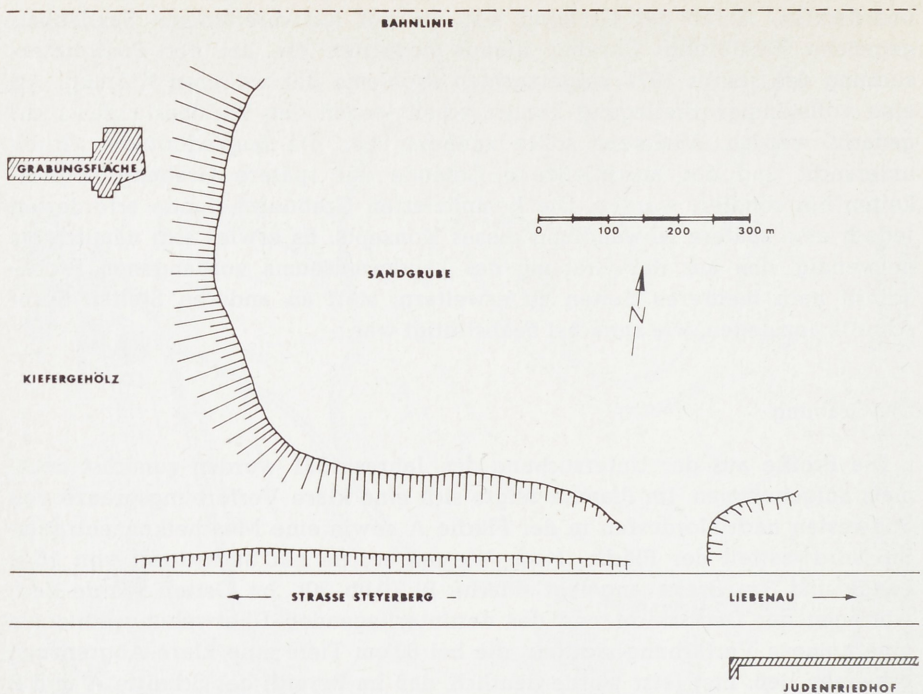 BAHNLINIE
GRABUNGSFLÄCHE
0 100 200 300 m
SANDGRUBE
N
KIEFERGEHÖLZ
STRASSE STEYERBERG – LIEBENAU
JUDENFRIEDHOF